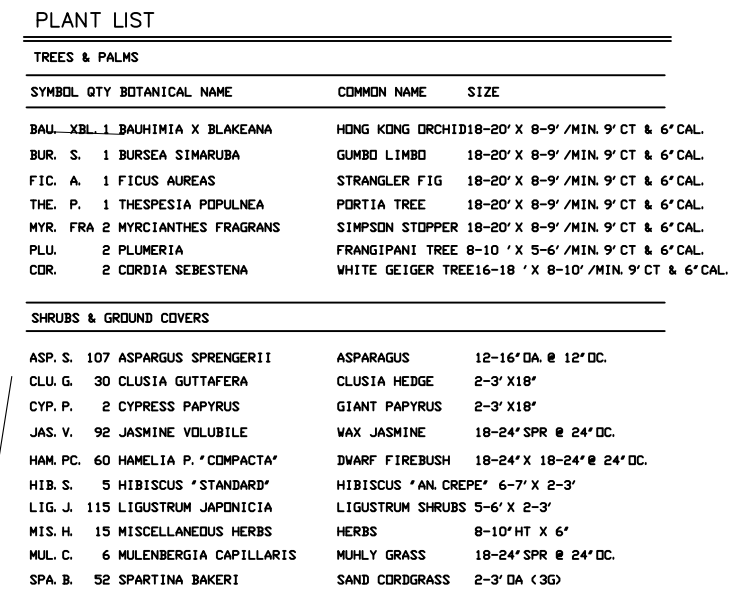 PLANT LIST
TREES & PALMS
SYMBOL QTY BOTANICAL NAME COMMON NAME SIZE
BAU. XBL. 1 BAUHIMIA X BLAKEANA HONG KONG ORCHID18-20' X 8-9' /MIN. 9' CT & 6" CAL.
BUR. S. 1 BURSEA SIMARUBA GUMBO LIMBO 18-20' X 8-9' /MIN. 9' CT & 6" CAL.
FIC. A. 1 FICUS AUREAS STRANGLER FIG 18-20' X 8-9' /MIN. 9' CT & 6" CAL.
THE. P. 1 THESPESIA POPULNEA PORTIA TREE 18-20' X 8-9' /MIN. 9' CT & 6" CAL.
MYR. FRA 2 MYRCIANTHES FRAGRANS SIMPSON STOPPER 18-20' X 8-9' /MIN. 9' CT & 6" CAL.
PLU. 2 PLUMERIA FRANGIPANI TREE 8-10 ' X 5-6' /MIN. 9' CT & 6" CAL.
COR. 2 CORDIA SEBESTENA WHITE GEIGER TREE16-18 ' X 8-10' /MIN. 9' CT & 6" CAL.
SHRUBS & GROUND COVERS
ASP. S. 107 ASPARGUS SPRENGERII ASPARAGUS 12-16" OA. @ 12" OC.
CLU. G. 30 CLUSIA GUTTAFERA CLUSIA HEDGE 2-3' X18"
CYP. P. 2 CYPRESS PAPYRUS GIANT PAPYRUS 2-3' X18"
JAS. V. 92 JASMINE VOLUBILE WAX JASMINE 18-24" SPR @ 24" OC.
HAM. PC. 60 HAMELIA P. "COMPACTA" DWARF FIREBUSH 18-24" X 18-24" @ 24" OC.
HIB. S. 5 HIBISCUS "STANDARD" HIBISCUS "AN. CREPE" 6-7' X 2-3'
LIG. J. 115 LIGUSTRUM JAPONICIA LIGUSTRUM SHRUBS 5-6' X 2-3'
MIS. H. 15 MISCELLANEOUS HERBS HERBS 8-10" HT X 6"
MUL. C. 6 MULENBERGIA CAPILLARIS MUHLY GRASS 18-24" SPR @ 24" OC.
SPA. B. 52 SPARTINA BAKERI SAND CORDGRASS 2-3' OA (3G)